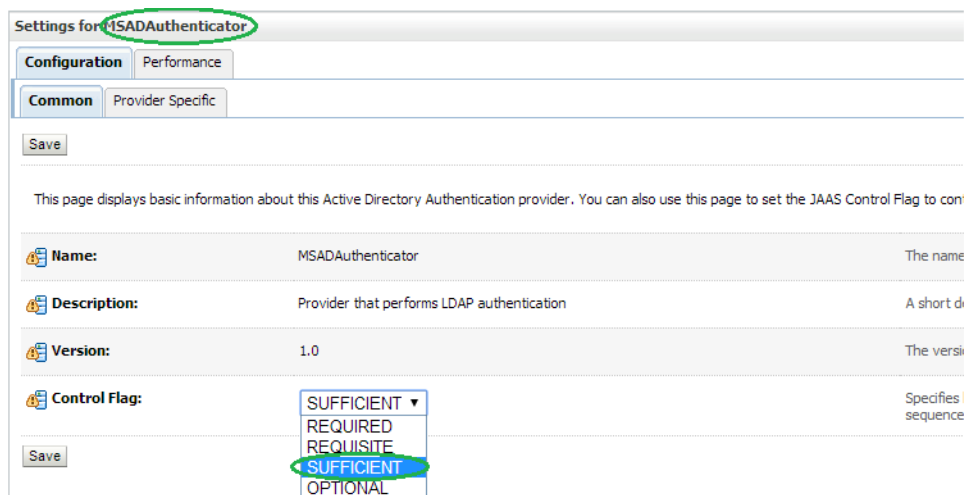 Settings for MSADAuthenticator
Configuration Performance
Common Provider Specific
Save
This page displays basic information about this Active Directory Authentication provider. You can also use this page to set the JAAS Control Flag to
Name: MSADAuthenticator The name
Description: Provider that performs LDAP authentication A short
Version: 1.0 The
Control Flag: SUFFICIENT Specifies
sequence
REQUIRED
REQUISITE
SUFFICIENT
OPTIONAL
Save